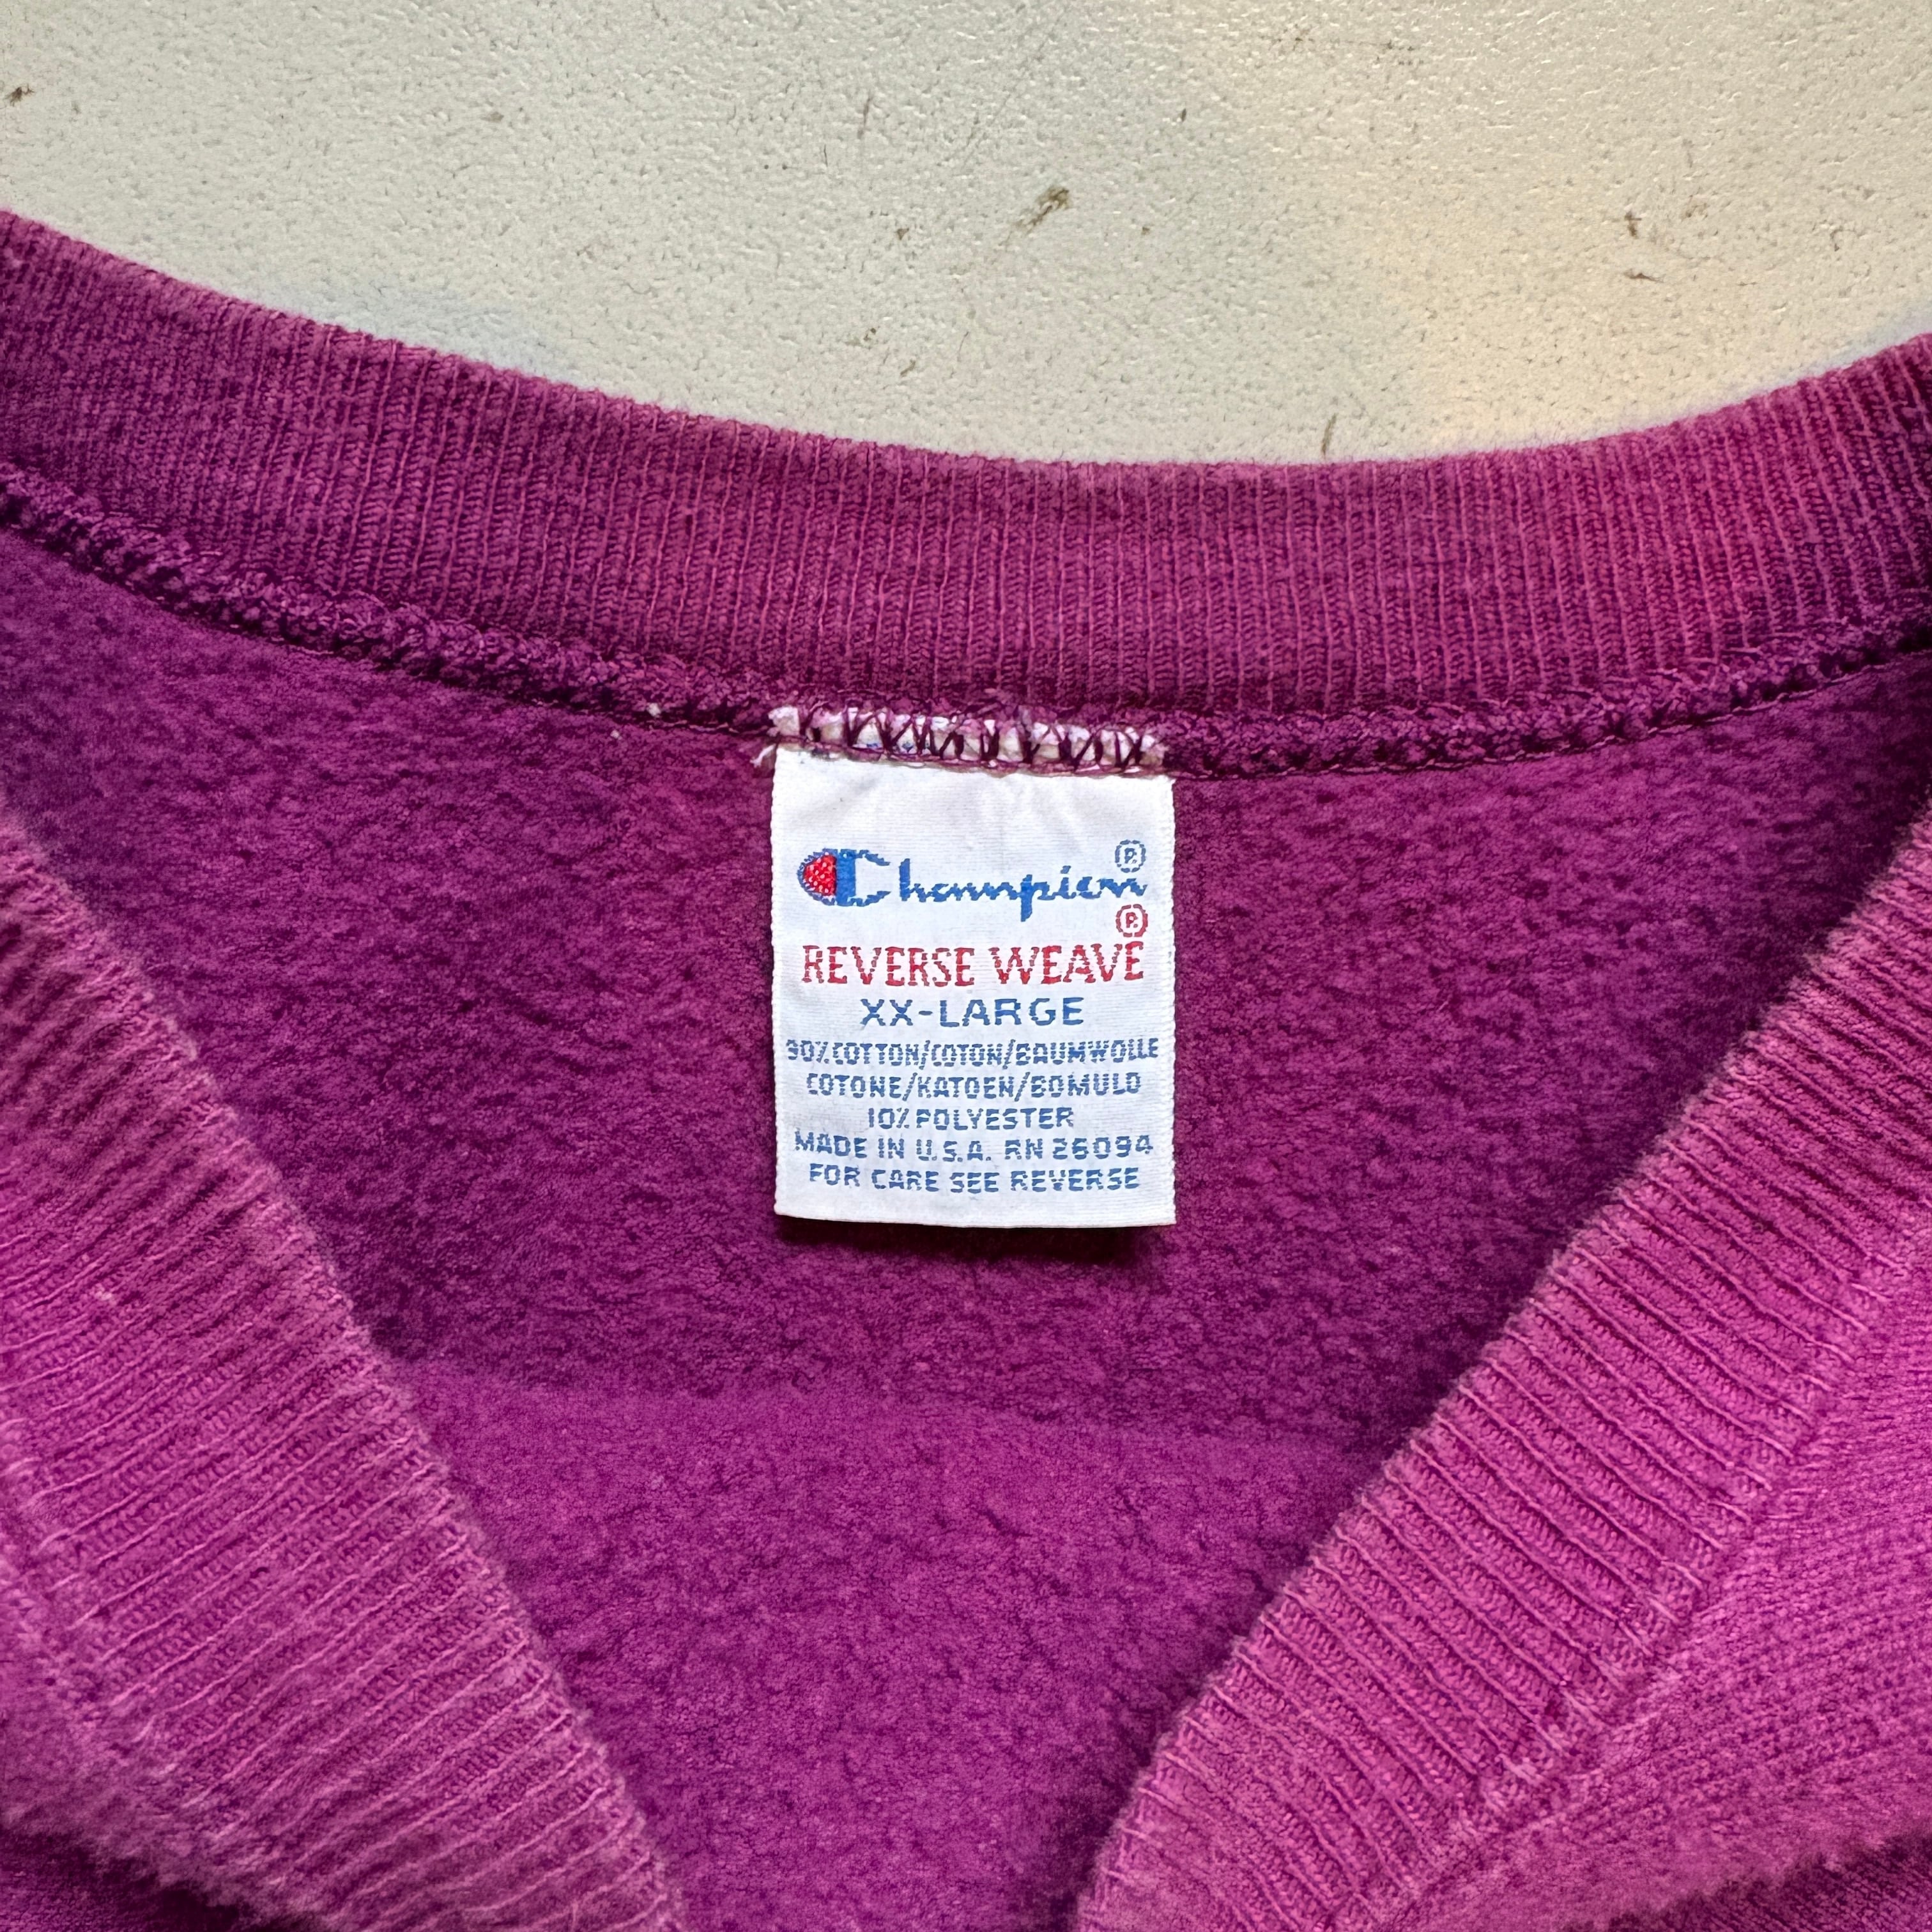 Champion®
REVERSE WEAVE®
XX-LARGE
90% COTTON/COTON/BAUMWOLLE
COTONE/KATOEN/BOMULD
10% POLYESTER
MADE IN U.S.A. RN 26094
FOR CARE SEE REVERSE